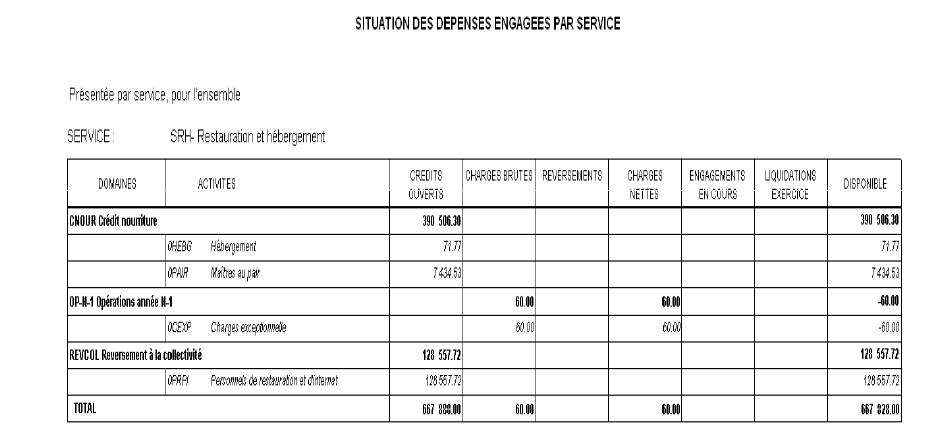 SITUATION DES DEPENSES ENGAGEES PAR SERVICE
Présentée par service, pour l'ensemble
SERVICE : SRH- Restauration et hébergement
DOMAINES ACTIVITES CREDITS OUVERTS CHARGES BRUTES REVERSEMENTS CHARGES NETTES ENGAGEMENTS EN COURS LIQUIDATIONS EXERCICE DISPONIBLE
CNOUR Crédit nourriture 390 506.30 390 506.30
0HEBG Hébergement 71.77 71.77
0PAIR Maîtres au pair 7 434.53 7 434.53
OP-N-1 Opérations année N-1 60.00 60.00 -60.00
0CEXP Charges exceptionnelle 60.00 60.00 -60.00
REVCOL Reversement à la collectivité 128 557.72 128 557.72
0PRPI Personnels de restauration et d'internat 128 557.72 128 557.72
TOTAL 667 888.00 60.00 60.00 667 828.00